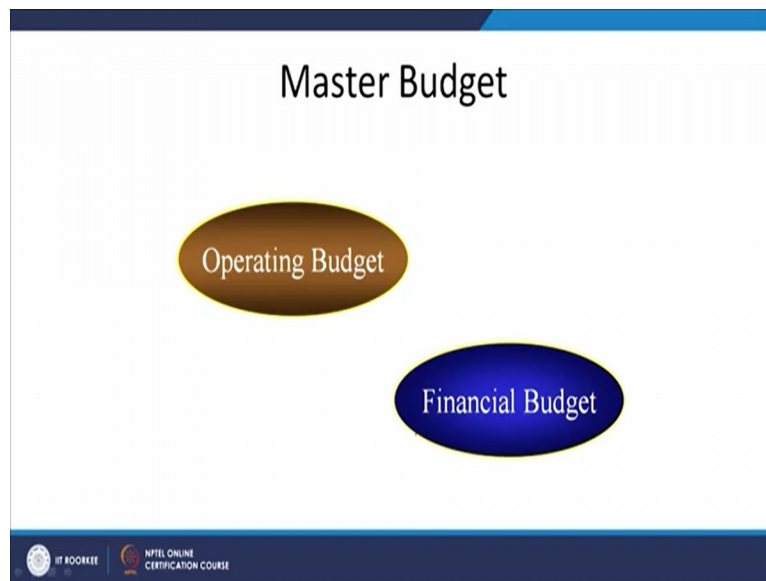 Master Budget
Operating Budget
Financial Budget
IIT ROORKEE
NPTEL ONLINE
CERTIFICATION COURSE